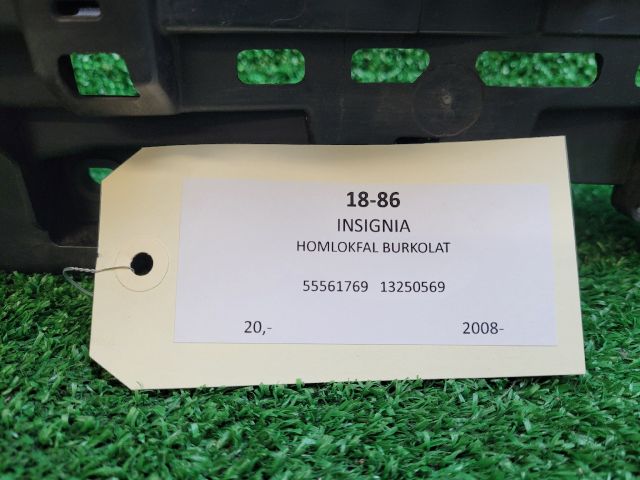 18-86
INSIGNIA
HOMLOKFAL BURKOLAT
55561769 13250569
20,- 2008-